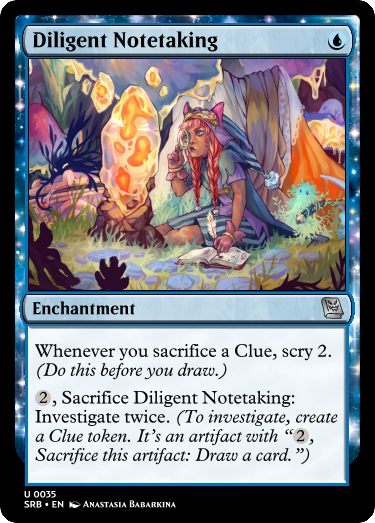 Diligent Notetaking
Enchantment
Whenever you sacrifice a Clue, scry 2.
(Do this before you draw.)
2, Sacrifice Diligent Notetaking:
Investigate twice. (To investigate, create
a Clue token. It's an artifact with “2,
Sacrifice this artifact: Draw a card.”)
U 0035
SRB • EN Anastasia Babarkina